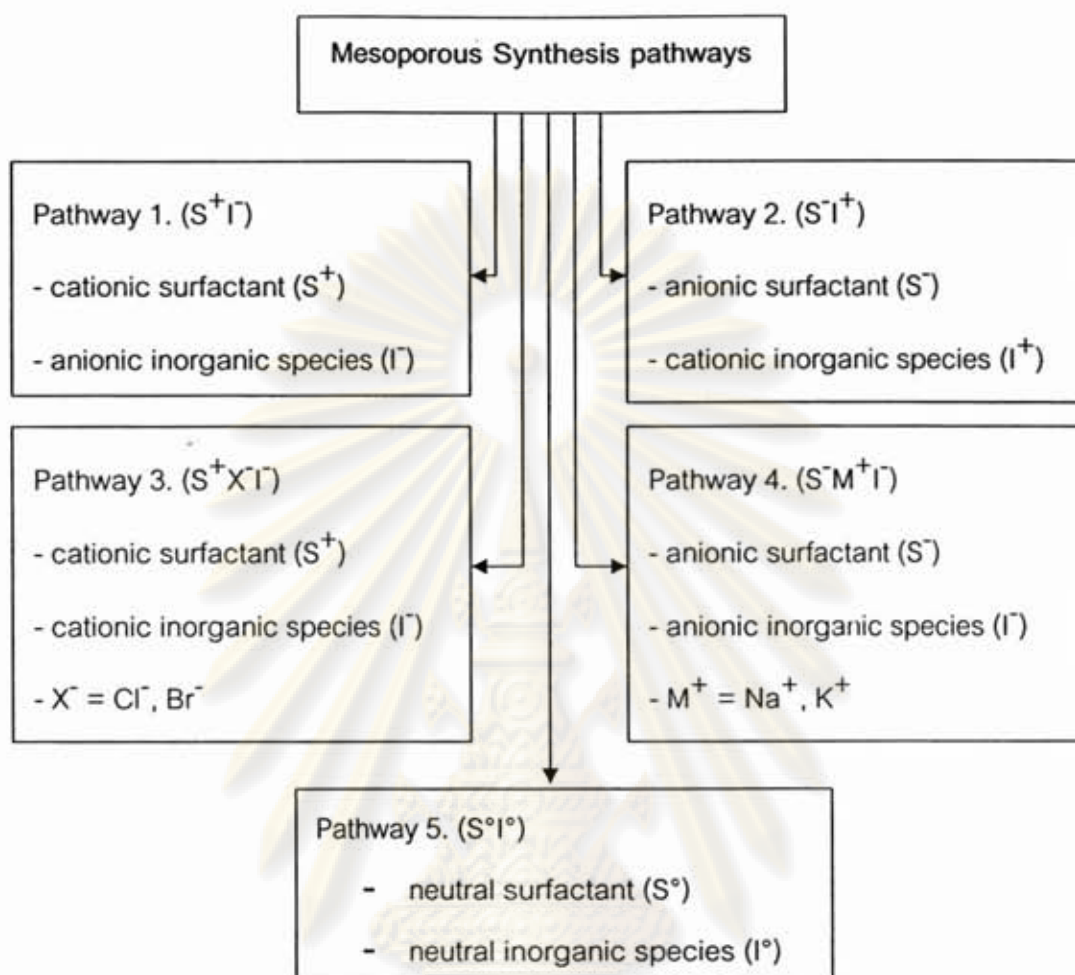 Mesoporous Synthesis pathways
Pathway 1. (S⁺I⁻)
- cationic surfactant (S⁺)
- anionic inorganic species (I⁻)
Pathway 2. (S⁻I⁺)
- anionic surfactant (S⁻)
- cationic inorganic species (I⁺)
Pathway 3. (S⁺X⁻I⁻)
- cationic surfactant (S⁺)
- cationic inorganic species (I⁻)
- X⁻ = Cl⁻, Br⁻
Pathway 4. (S⁻M⁺I⁻)
- anionic surfactant (S⁻)
- anionic inorganic species (I⁻)
- M⁺ = Na⁺, K⁺
Pathway 5. (S°I°)
- neutral surfactant (S°)
- neutral inorganic species (I°)